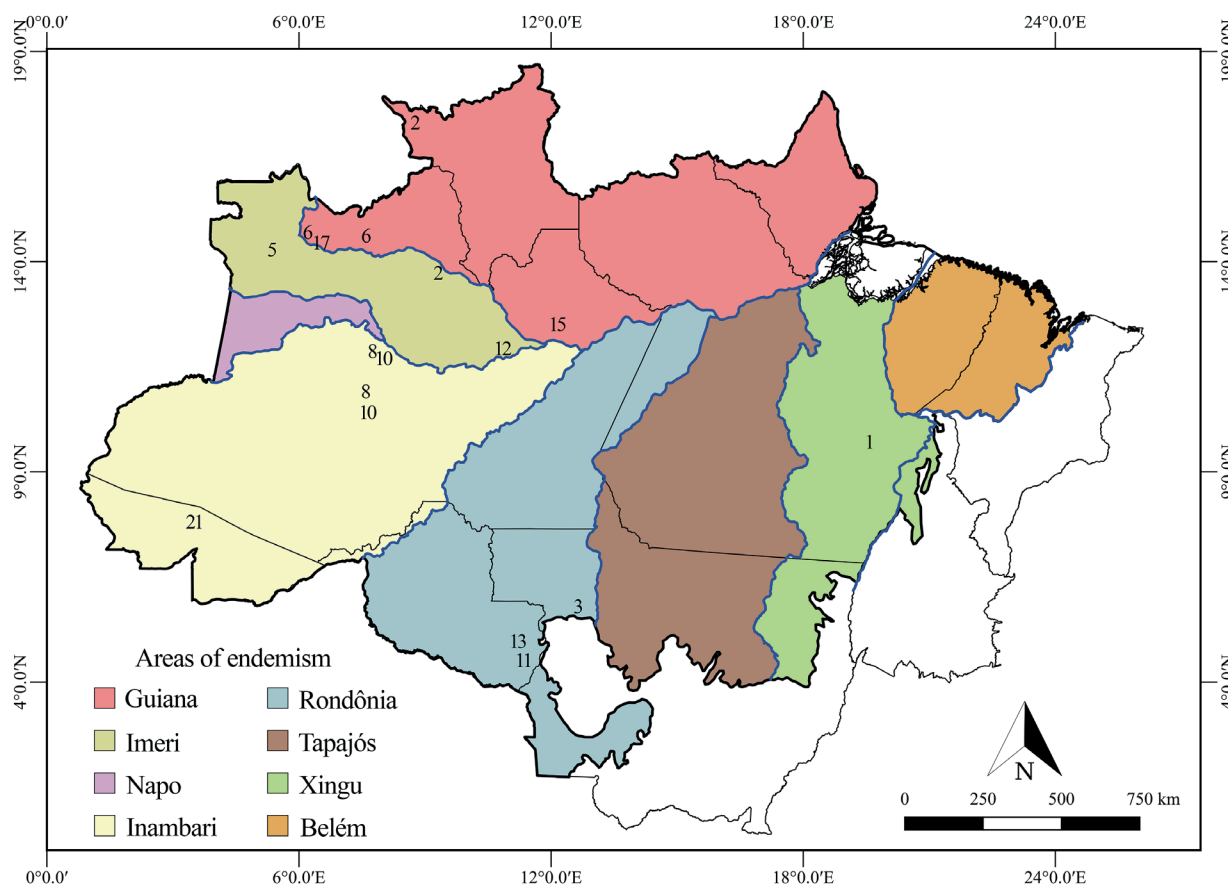 0°0.0′ 6°0.0′E 12°0.0′E 18°0.0′E 24°0.0′E
19°0.0′N 19°0.0′N
2
5 6 17 6
14°0.0′N 2 14°0.0′N
15
12
8 10
8
10
1
9°0.0′N 9°0.0′N
21
3
13
11
4°0.0′N 4°0.0′N
Areas of endemism
Guiana Rondônia
Imeri Tapajós
Napo Xingu
Inambari Belém
N
0 250 500 750 km
0°0.0′ 6°0.0′E 12°0.0′E 18°0.0′E 24°0.0′E